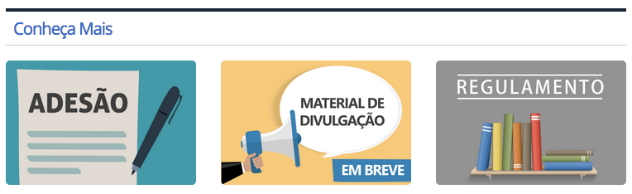 Conheça Mais
ADESÃO
MATERIAL DE
DIVULGAÇÃO
EM BREVE
REGULAMENTO